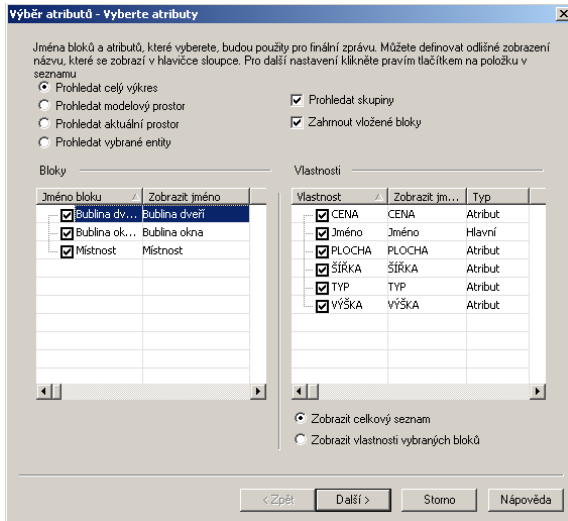 Výběr atributů - Vyberte atributy
Jména bloků a atributů, které vyberete, budou použity pro finální zprávu. Můžete definovat odlišné zobrazení
názvu, které se zobrazí v hlavičce sloupce. Pro další nastavení klikněte pravím tlačítkem na položku v
seznamu
Prohledat celý výkres
Prohledat modelový prostor
Prohledat aktuální prostor
Prohledat vybrané entity
Prohledat skupiny
Zahrnout vložené bloky
Bloky
Jméno bloku Zobrazit jméno
Bublina dv... Bublina dveří
Bublina ok... Bublina okna
Místnost Místnost
Vlastnosti
Vlastnost Zobrazit jm... Typ
CENA CENA Atribut
Jméno Jméno Hlavní
PLOCHA PLOCHA Atribut
ŠÍŘKA ŠÍŘKA Atribut
TYP TYP Atribut
VÝŠKA VÝŠKA Atribut
Zobrazit celkový seznam
Zobrazit vlastnosti vybraných bloků
< Zpět Další > Storno Nápověda